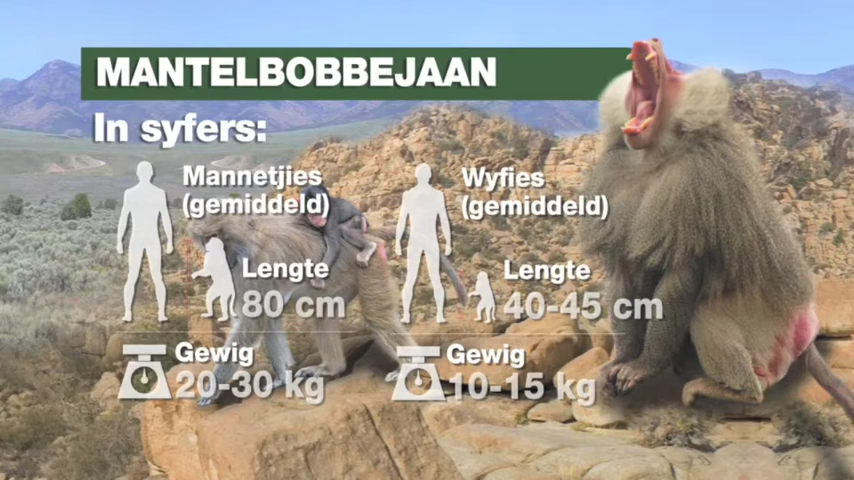 MANTELBOBBEJAAN
In syfers:
Mannetjies
(gemiddeld)
Lengte
80 cm
Gewig
20-30 kg
Wyfies
(gemiddeld)
Lengte
40-45 cm
Gewig
10-15 kg